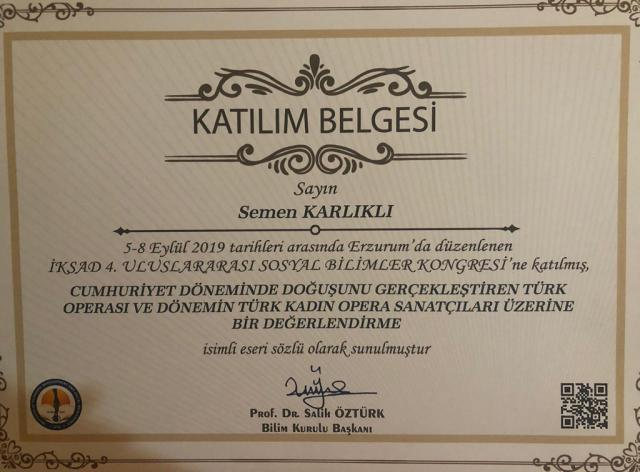 KATILIM BELGESİ
Sayın
Semen KARLIKLI
5-8 Eylül 2019 tarihleri arasında Erzurum'da düzenlenen
İKSAD 4. ULUSLARARASI SOSYAL BİLİMLER KONGRESİ'ne katılmış,
CUMHURİYET DÖNEMİNDE DOĞUŞUNU GERÇEKLEŞTİREN TÜRK
OPERASI VE DÖNEMİN TÜRK KADIN OPERA SANATÇILARI ÜZERİNE
BİR DEĞERLENDİRME
isimli eseri sözlü olarak sunulmuştur
Prof. Dr. Salih ÖZTÜRK
Bilim Kurulu Başkanı